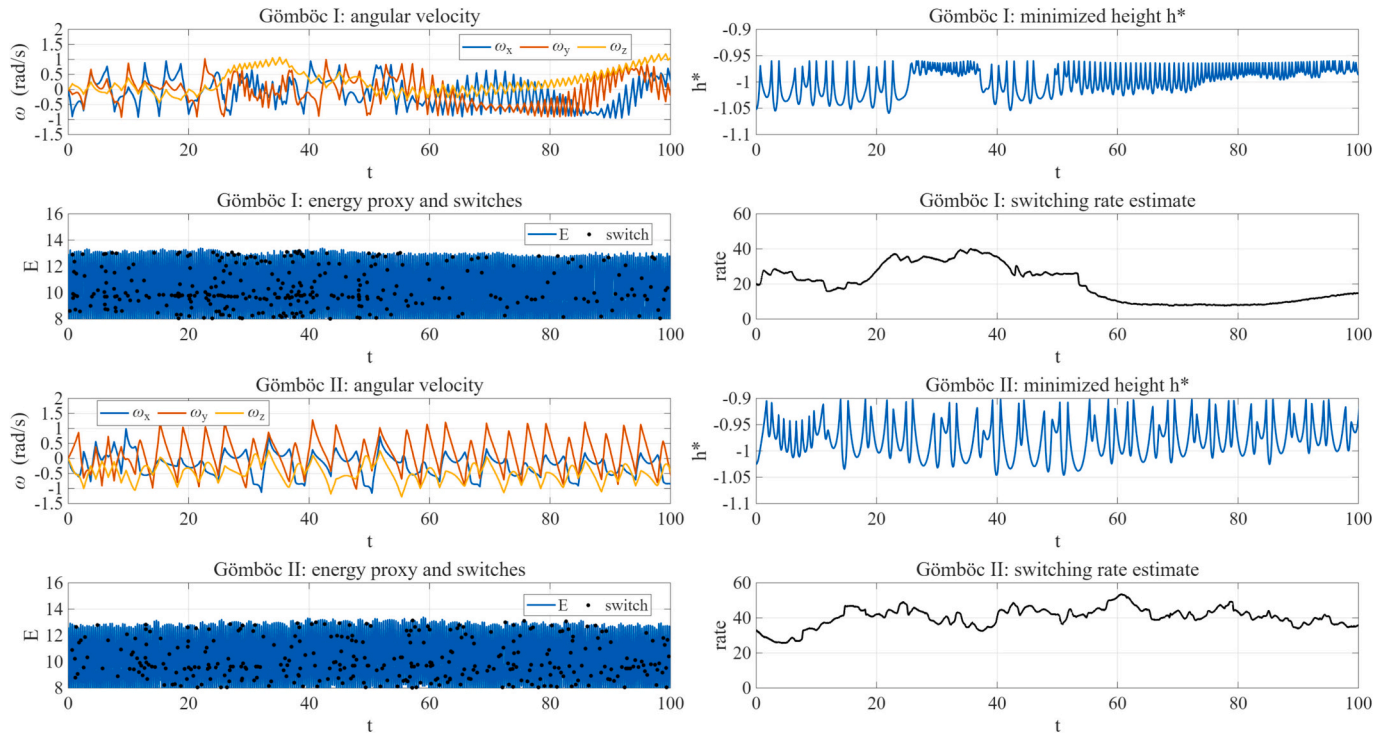 Gömböc I: angular velocity
ω (rad/s)
2
1.5
1
0.5
0
-0.5
-1
-1.5
ω_x ω_y ω_z
0 20 40 60 80 100
t
Gömböc I: minimized height h*
h*
-0.9
-0.95
-1
-1.05
-1.1
0 20 40 60 80 100
t
Gömböc I: energy proxy and switches
E
16
14
12
10
8
E switch
0 20 40 60 80 100
t
Gömböc I: switching rate estimate
rate
60
40
20
0
0 20 40 60 80 100
t
Gömböc II: angular velocity
ω (rad/s)
2
1.5
1
0.5
0
-0.5
-1
-1.5
ω_x ω_y ω_z
0 20 40 60 80 100
t
Gömböc II: minimized height h*
h*
-0.9
-0.95
-1
-1.05
-1.1
0 20 40 60 80 100
t
Gömböc II: energy proxy and switches
E
16
14
12
10
8
E switch
0 20 40 60 80 100
t
Gömböc II: switching rate estimate
rate
60
40
20
0
0 20 40 60 80 100
t